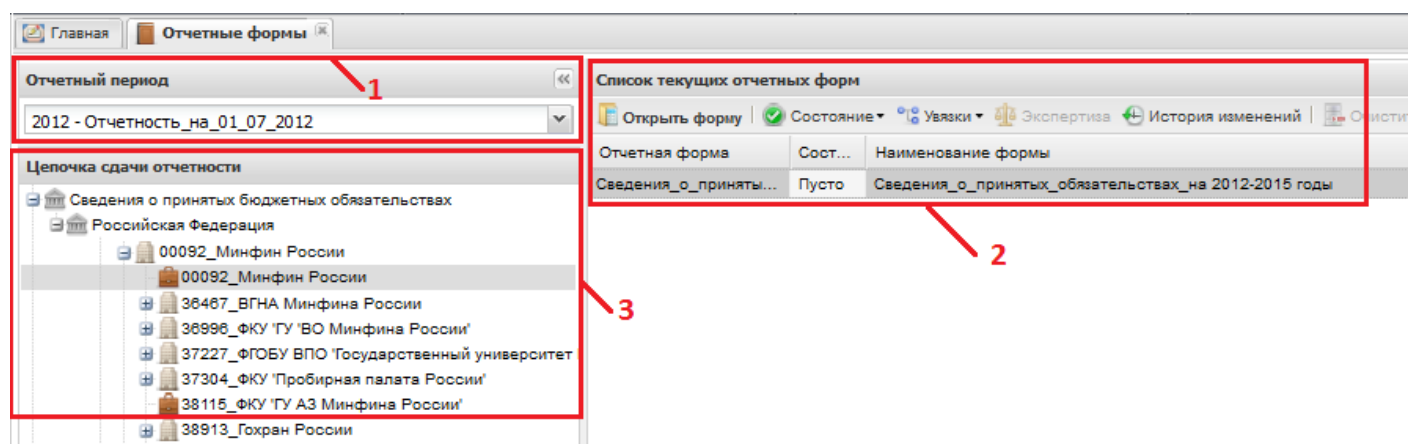 Главная Отчетные формы
Отчетный период
1
2012 - Отчетность_на_01_07_2012
Цепочка сдачи отчетности
Сведения о принятых бюджетных обязательствах
Российская Федерация
00092_Минфин России
00092_Минфин России
36467_ВГНА Минфина России
36996_ФКУ 'ГУ 'ВО Минфина России'
37227_ФГОБУ ВПО 'Государственный университет
37304_ФКУ 'Пробирная палата России'
38115_ФКУ 'ГУ АЗ Минфина России'
38913_Гохран России
3
Список текущих отчетных форм
Открыть форму Состояние Увязки Экспертиза История изменений Очистит
Отчетная форма Сост... Наименование формы
Сведения_о_приняты... Пусто Сведения_о_принятых_обязательствах_на 2012-2015 годы
2